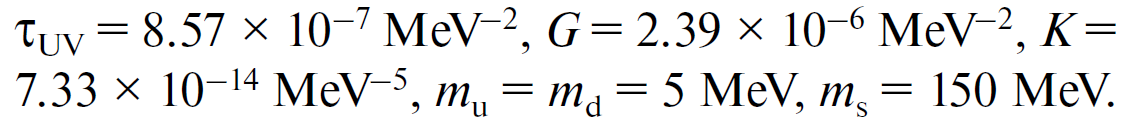 τ_UV = 8.57 × 10⁻⁷ MeV⁻², G = 2.39 × 10⁻⁶ MeV⁻², K =
7.33 × 10⁻¹⁴ MeV⁻⁵, m_u = m_d = 5 MeV, m_s = 150 MeV.